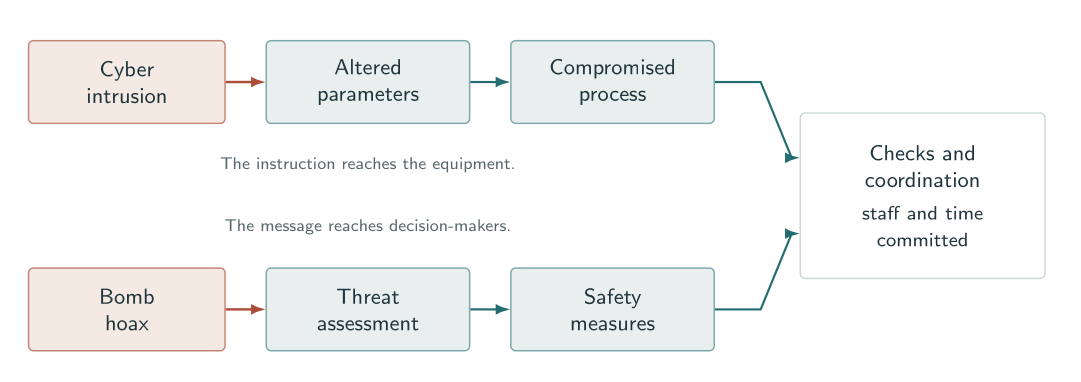 Cyber
intrusion
Altered
parameters
Compromised
process
The instruction reaches the equipment.
Checks and
coordination
staff and time
committed
The message reaches decision-makers.
Bomb
hoax
Threat
assessment
Safety
measures